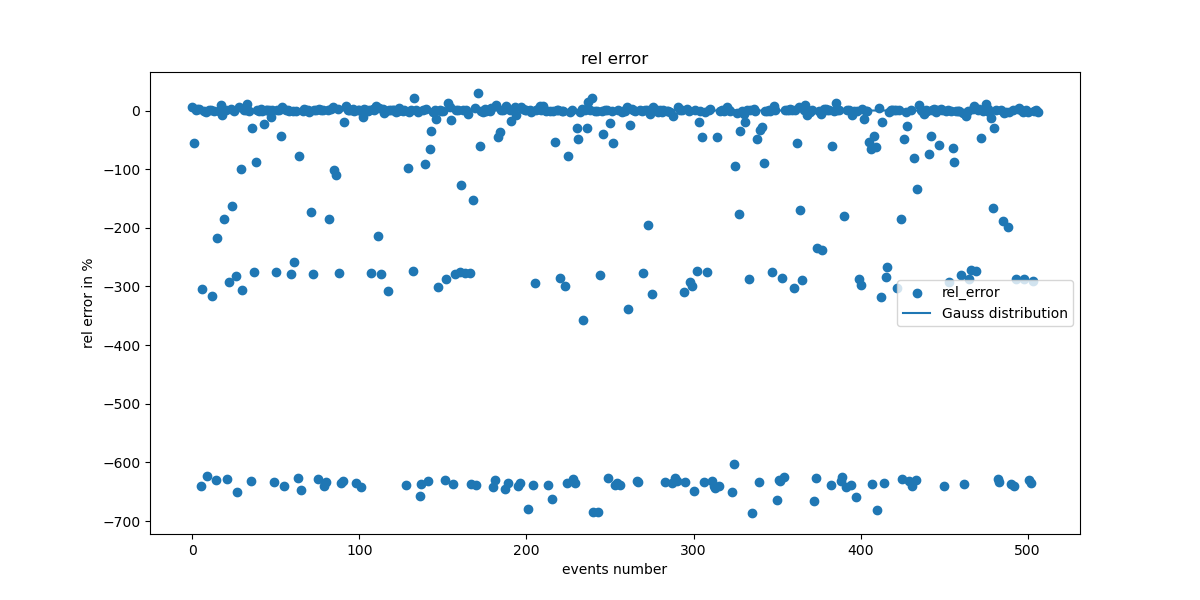 rel error
rel error in %
0
−100
−200
−300
−400
−500
−600
−700
rel_error
Gauss distribution
0
100
200
300
400
500
events number